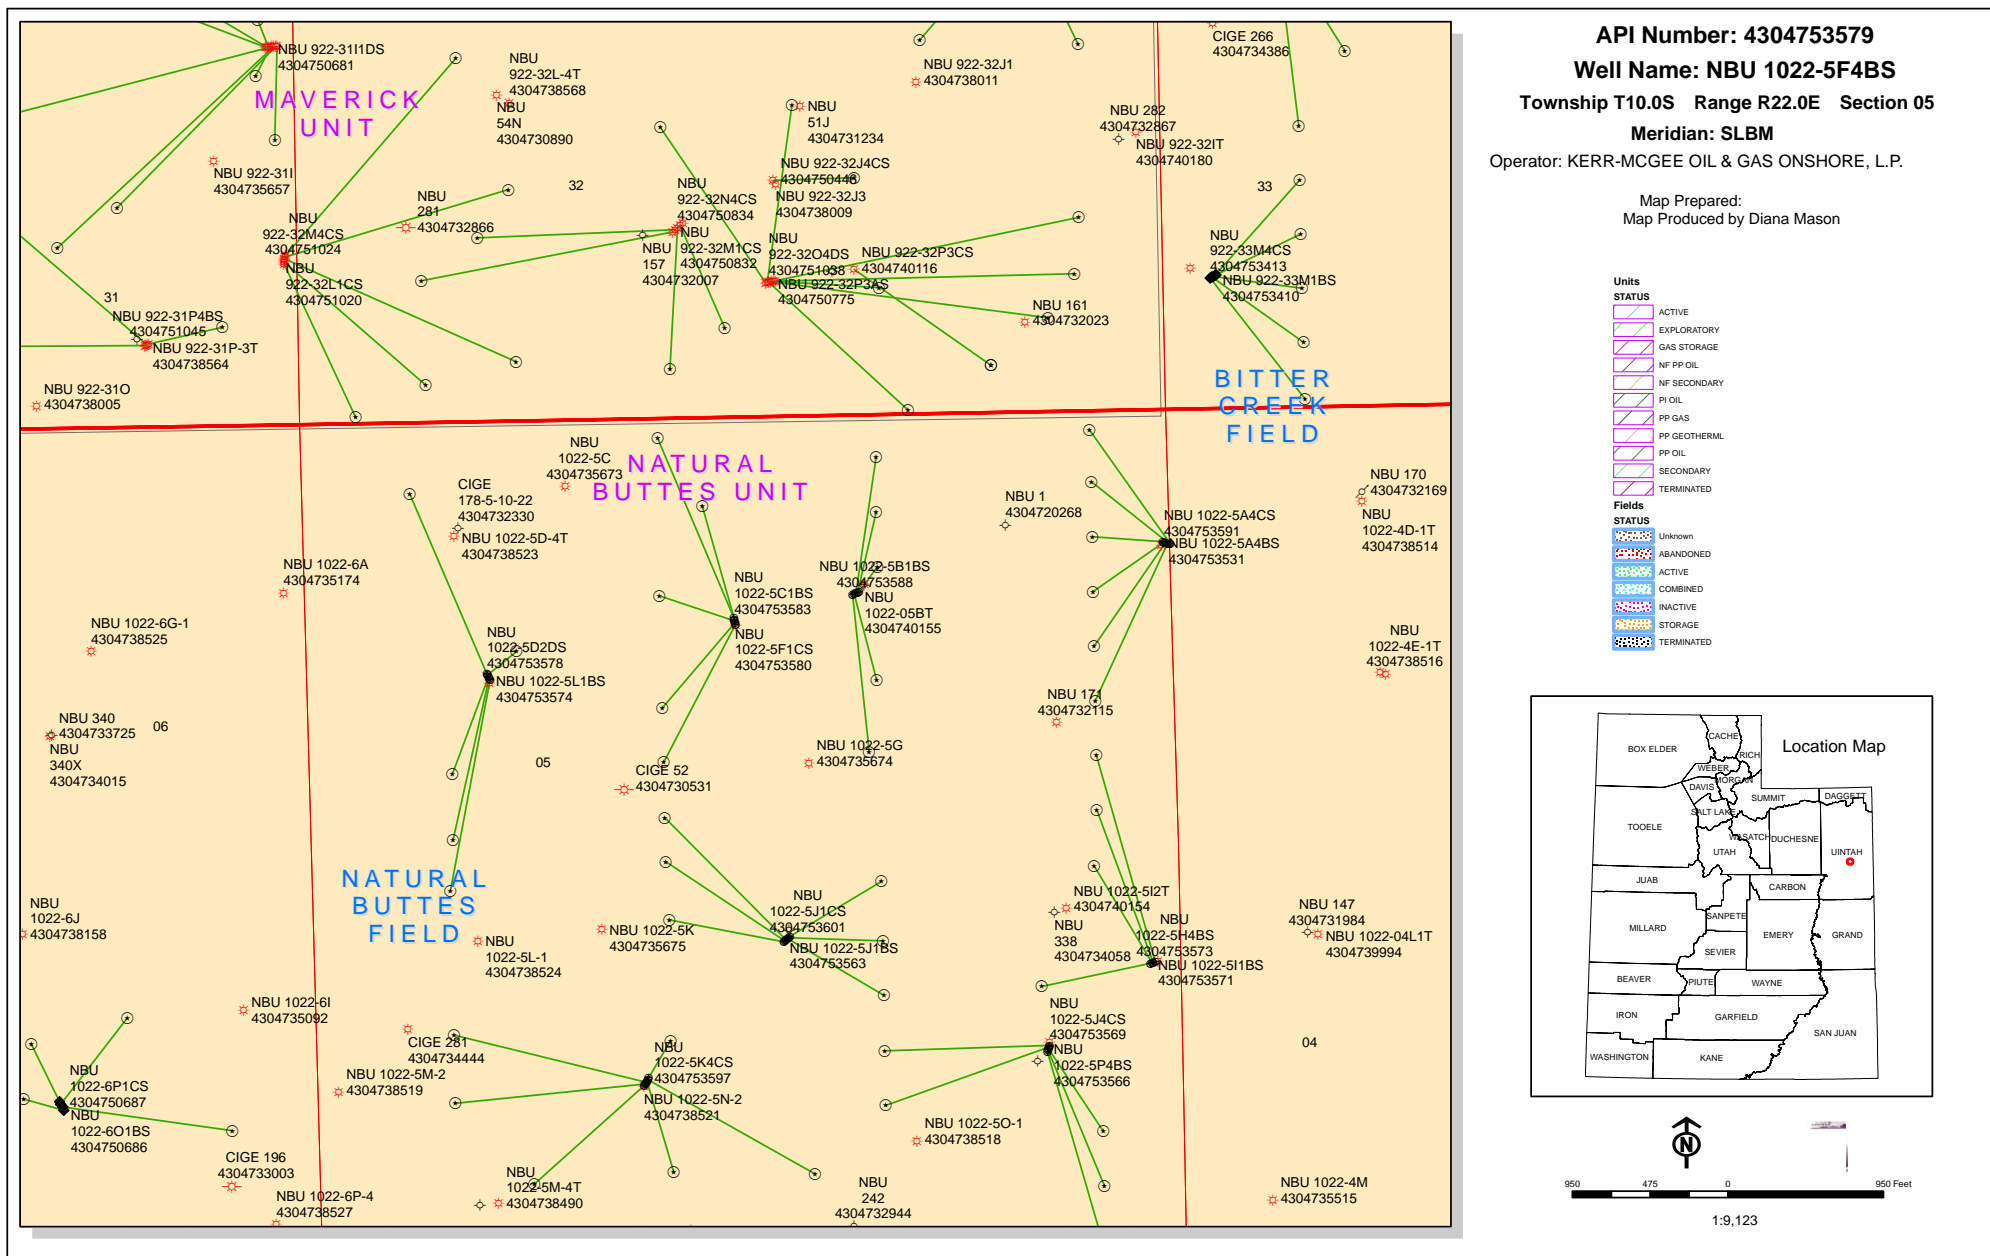 API Number: 4304753579
Well Name: NBU 1022-5F4BS
Township T10.0S Range R22.0E Section 05
Meridian: SLBM
Operator: KERR-MCGEE OIL & GAS ONSHORE, L.P.
Map Prepared:
Map Produced by Diana Mason
NBU 922-31I1DS
4304750681
MAVERICK
UNIT
NBU
922-32L-4T
4304738568
NBU
54N
4304730890
NBU 922-31I
4304735657
NBU
281
4304732866
32
NBU
922-32M4CS
4304751024
NBU
922-32L1CS
4304751020
31
NBU 922-31P4BS
4304751045
NBU 922-31P-3T
4304738564
NBU 922-31O
4304738005
NBU 922-32J1
4304738011
NBU
51J
4304731234
NBU 922-32J4CS
4304750446
NBU 922-32J3
4304738009
NBU
922-32N4CS
4304750834
NBU
922-32M1CS
4304750832
NBU
157
4304732007
NBU
922-32O4DS
4304751038
NBU 922-32P3AS
4304750775
NBU 922-32P3CS
4304740116
NBU 161
4304732023
NBU 282
4304732867
NBU 922-32IT
4304740180
CIGE 266
4304734386
33
NBU
922-33M4CS
4304753413
NBU 922-33M1BS
4304753410
BITTER
CREEK
FIELD
NBU
1022-5C
4304735673
NATURAL
BUTTES UNIT
CIGE
178-5-10-22
4304732330
NBU 1022-5D-4T
4304738523
NBU 1022-6A
4304735174
NBU 1022-6G-1
4304738525
NBU 1
4304720268
NBU 1022-5A4CS
4304753591
NBU 1022-5A4BS
4304753531
NBU 170
4304732169
NBU
1022-4D-1T
4304738514
NBU 1022-5B1BS
4304753588
NBU
1022-05BT
4304740155
NBU
1022-5C1BS
4304753583
NBU
1022-5F1CS
4304753580
NBU
1022-5D2DS
4304753578
NBU 1022-5L1BS
4304753574
NBU
1022-4E-1T
4304738516
NBU 171
4304732115
NBU 340
4304733725
NBU
340X
4304734015
06
05
NBU 1022-5G
4304735674
CIGE 52
4304730531
NATURAL
BUTTES
FIELD
NBU
1022-6J
4304738158
NBU
1022-5L-1
4304738524
NBU 1022-5K
4304735675
NBU
1022-5J1CS
4304753601
NBU 1022-5J1BS
4304753563
NBU 1022-5I2T
4304740154
NBU
338
4304734058
NBU
1022-5H4BS
4304753573
NBU 1022-5I1BS
4304753571
NBU 147
4304731984
NBU 1022-04L1T
4304739994
NBU 1022-6I
4304735092
CIGE 281
4304734444
NBU 1022-5M-2
4304738519
NBU
1022-5K4CS
4304753597
NBU 1022-5N-2
4304738521
NBU
1022-5J4CS
4304753569
NBU
1022-5P4BS
4304753566
04
NBU
1022-6P1CS
4304750687
NBU
1022-6O1BS
4304750686
CIGE 196
4304733003
NBU 1022-6P-4
4304738527
NBU
1022-5M-4T
4304738490
NBU 1022-5O-1
4304738518
NBU
242
4304732944
NBU 1022-4M
4304735515
Units
STATUS
ACTIVE
EXPLORATORY
GAS STORAGE
NF PP OIL
NF SECONDARY
PI OIL
PP GAS
PP GEOTHERML
PP OIL
SECONDARY
TERMINATED
Fields
STATUS
Unknown
ABANDONED
ACTIVE
COMBINED
INACTIVE
STORAGE
TERMINATED
Location Map
BOX ELDER
CACHE
RICH
WEBER
MORGAN
DAVIS
SUMMIT
DAGGETT
SALT LAKE
TOOELE
WASATCH
DUCHESNE
UTAH
UINTAH
JUAB
CARBON
SANPETE
MILLARD
EMERY
GRAND
SEVIER
BEAVER
PIUTE
WAYNE
IRON
GARFIELD
SAN JUAN
WASHINGTON
KANE
N
950 475 0 950 Feet
1:9,123